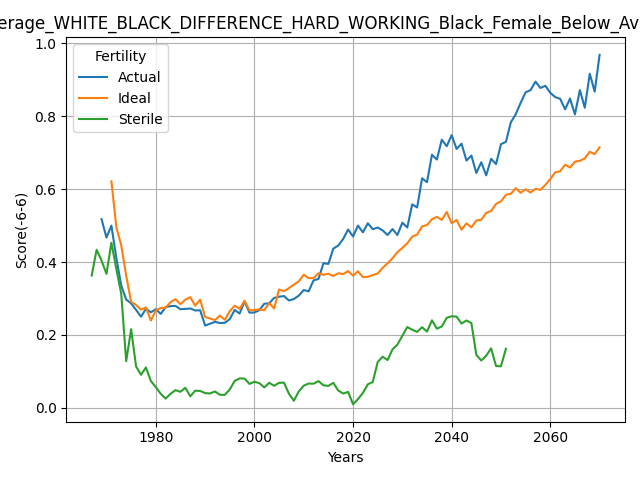 erage_WHITE_BLACK_DIFFERENCE_HARD_WORKING_Black_Female_Below_Av
Fertility
Actual
Ideal
Sterile
1.0
0.8
0.6
0.4
0.2
0.0
Score(-6-6)
1980
2000
2020
2040
2060
Years